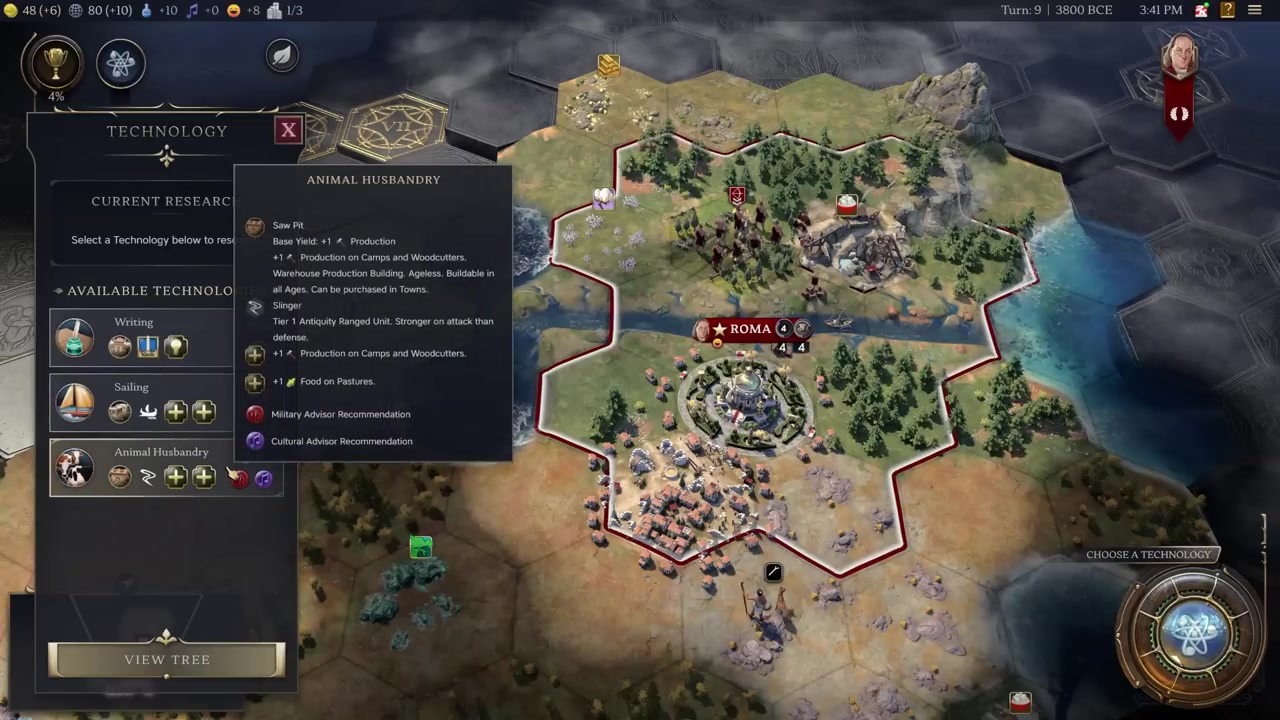 48 (+6) 80 (+10) +10 +0 +8 1/3
Turn: 9 | 3800 BCE 3:41 PM ?
4%
VII
TECHNOLOGY X
CURRENT RESEARC
Select a Technology below to rese
AVAILABLE TECHNOLO
Writing
Sailing
Animal Husbandry
VIEW TREE
ANIMAL HUSBANDRY
Saw Pit
Base Yield: +1 Production
+1 Production on Camps and Woodcutters.
Warehouse Production Building. Ageless. Buildable in
all Ages. Can be purchased in Towns.
Slinger
Tier 1 Antiquity Ranged Unit. Stronger on attack than
defense.
+1 Production on Camps and Woodcutters.
+1 Food on Pastures.
Military Advisor Recommendation
Cultural Advisor Recommendation
ROMA 4
4 4
CHOOSE A TECHNOLOGY